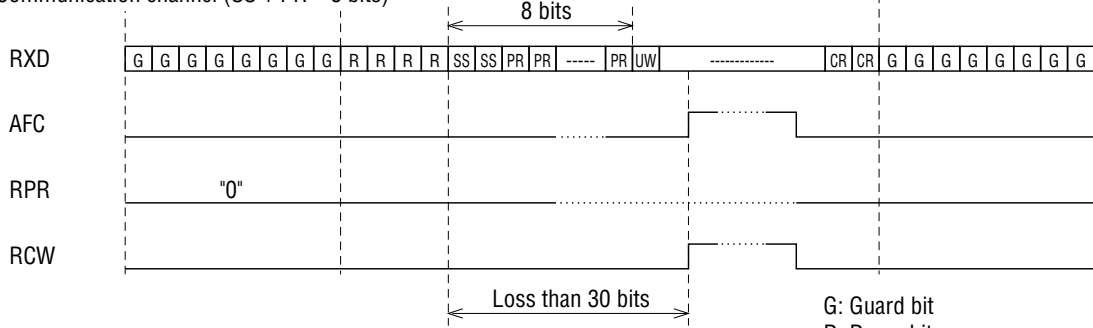 Communication channel (SS + PR = 8 bits)
8 bits
RXD G G G G G G G G R R R R SS SS PR PR ----- PR UW ------------- CR CR G G G G G G G G
AFC
RPR "0"
RCW
Loss than 30 bits
G: Guard bit